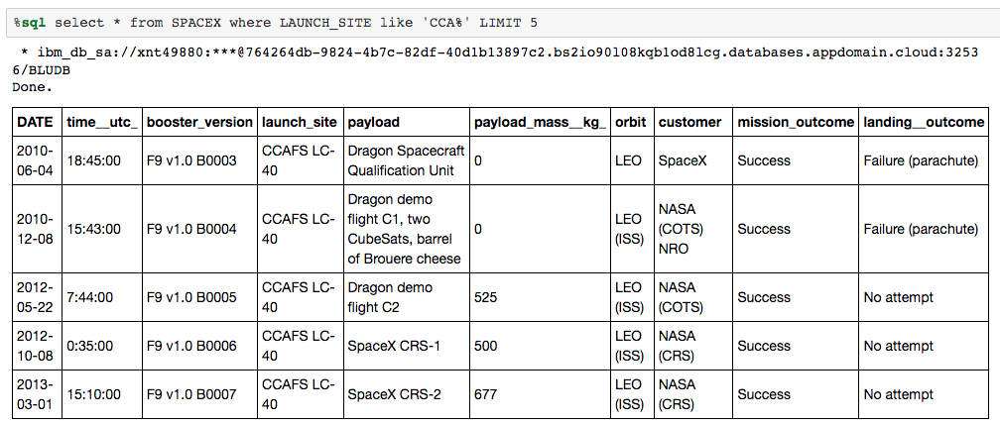 %sql select * from SPACEX where LAUNCH_SITE like 'CCA%' LIMIT 5
* ibm_db_sa://xnt49880:***@764264db-9824-4b7c-82df-40d1b13897c2.bs2io90l08kqb1od8lcg.databases.appdomain.cloud:3253
6/BLUDB
Done.
DATE time__utc_ booster_version launch_site payload payload_mass__kg_ orbit customer mission_outcome landing__outcome
2010-
06-04
18:45:00
F9 v1.0 B0003
CCAFS LC-
40
Dragon Spacecraft
Qualification Unit
0
LEO
SpaceX
Success
Failure (parachute)
2010-
12-08
15:43:00
F9 v1.0 B0004
CCAFS LC-
40
Dragon demo
flight C1, two
CubeSats, barrel
of Brouere cheese
0
LEO
(ISS)
NASA
(COTS)
NRO
Success
Failure (parachute)
2012-
05-22
7:44:00
F9 v1.0 B0005
CCAFS LC-
40
Dragon demo
flight C2
525
LEO
(ISS)
NASA
(COTS)
Success
No attempt
2012-
10-08
0:35:00
F9 v1.0 B0006
CCAFS LC-
40
SpaceX CRS-1
500
LEO
(ISS)
NASA
(CRS)
Success
No attempt
2013-
03-01
15:10:00
F9 v1.0 B0007
CCAFS LC-
40
SpaceX CRS-2
677
LEO
(ISS)
NASA
(CRS)
Success
No attempt